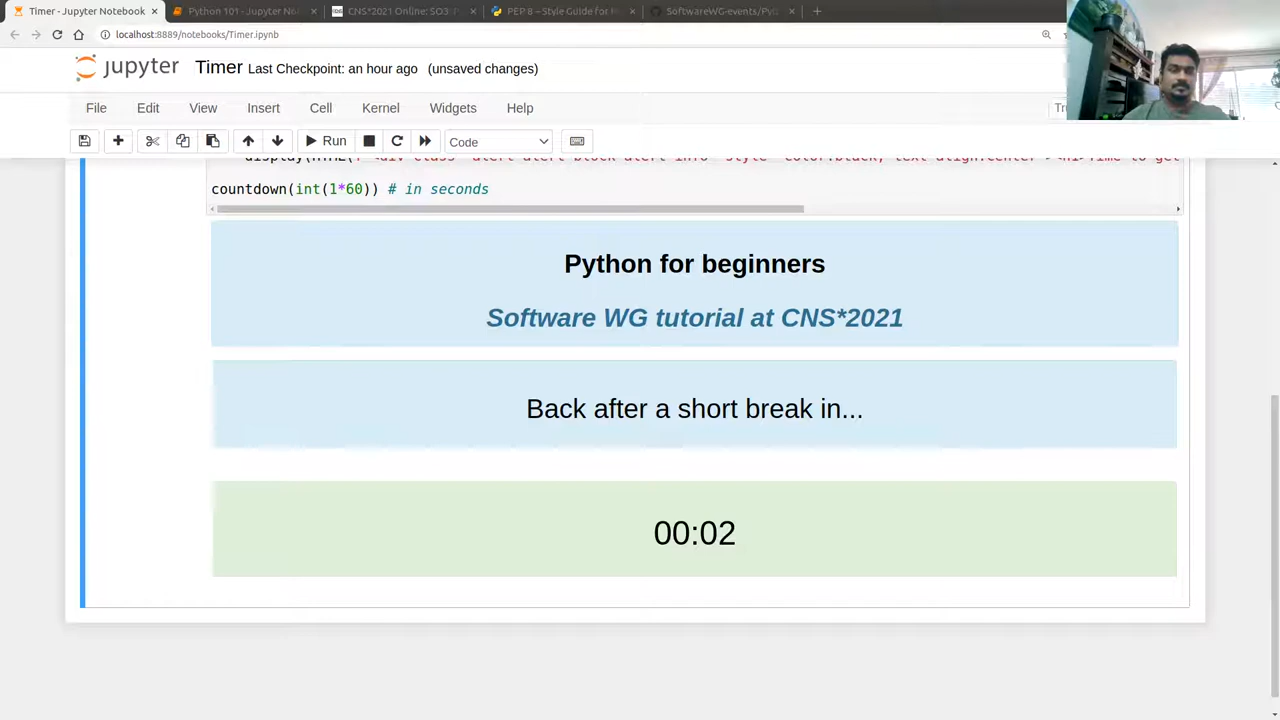 Timer - Jupyter Notebook
Python 101 - Jupyter No
CNS*2021 Online: SO3:
PEP 8 – Style Guide for
SoftwareWG-events/Pyt
localhost:8889/notebooks/Timer.ipynb
jupyter Timer Last Checkpoint: an hour ago (unsaved changes)
File Edit View Insert Cell Kernel Widgets Help
Run Code
countdown(int(1*60)) # in seconds
Python for beginners
Software WG tutorial at CNS*2021
Back after a short break in...
00:02